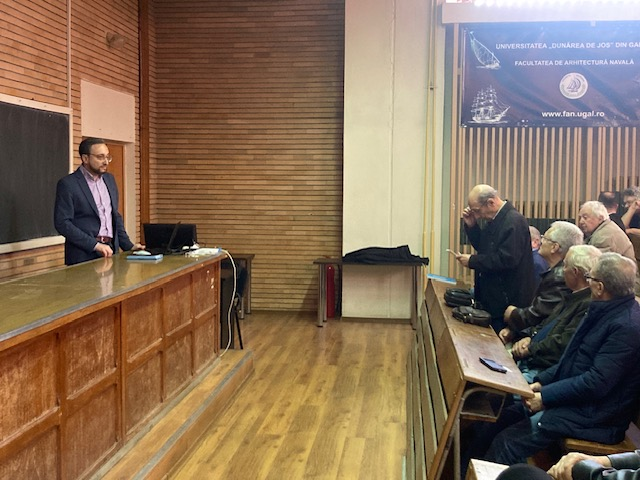 UNIVERSITATEA „DUNĂREA DE JOS” DIN GA
FACULTATEA DE ARHITECTURĂ NAVALĂ
www.fan.ugal.ro